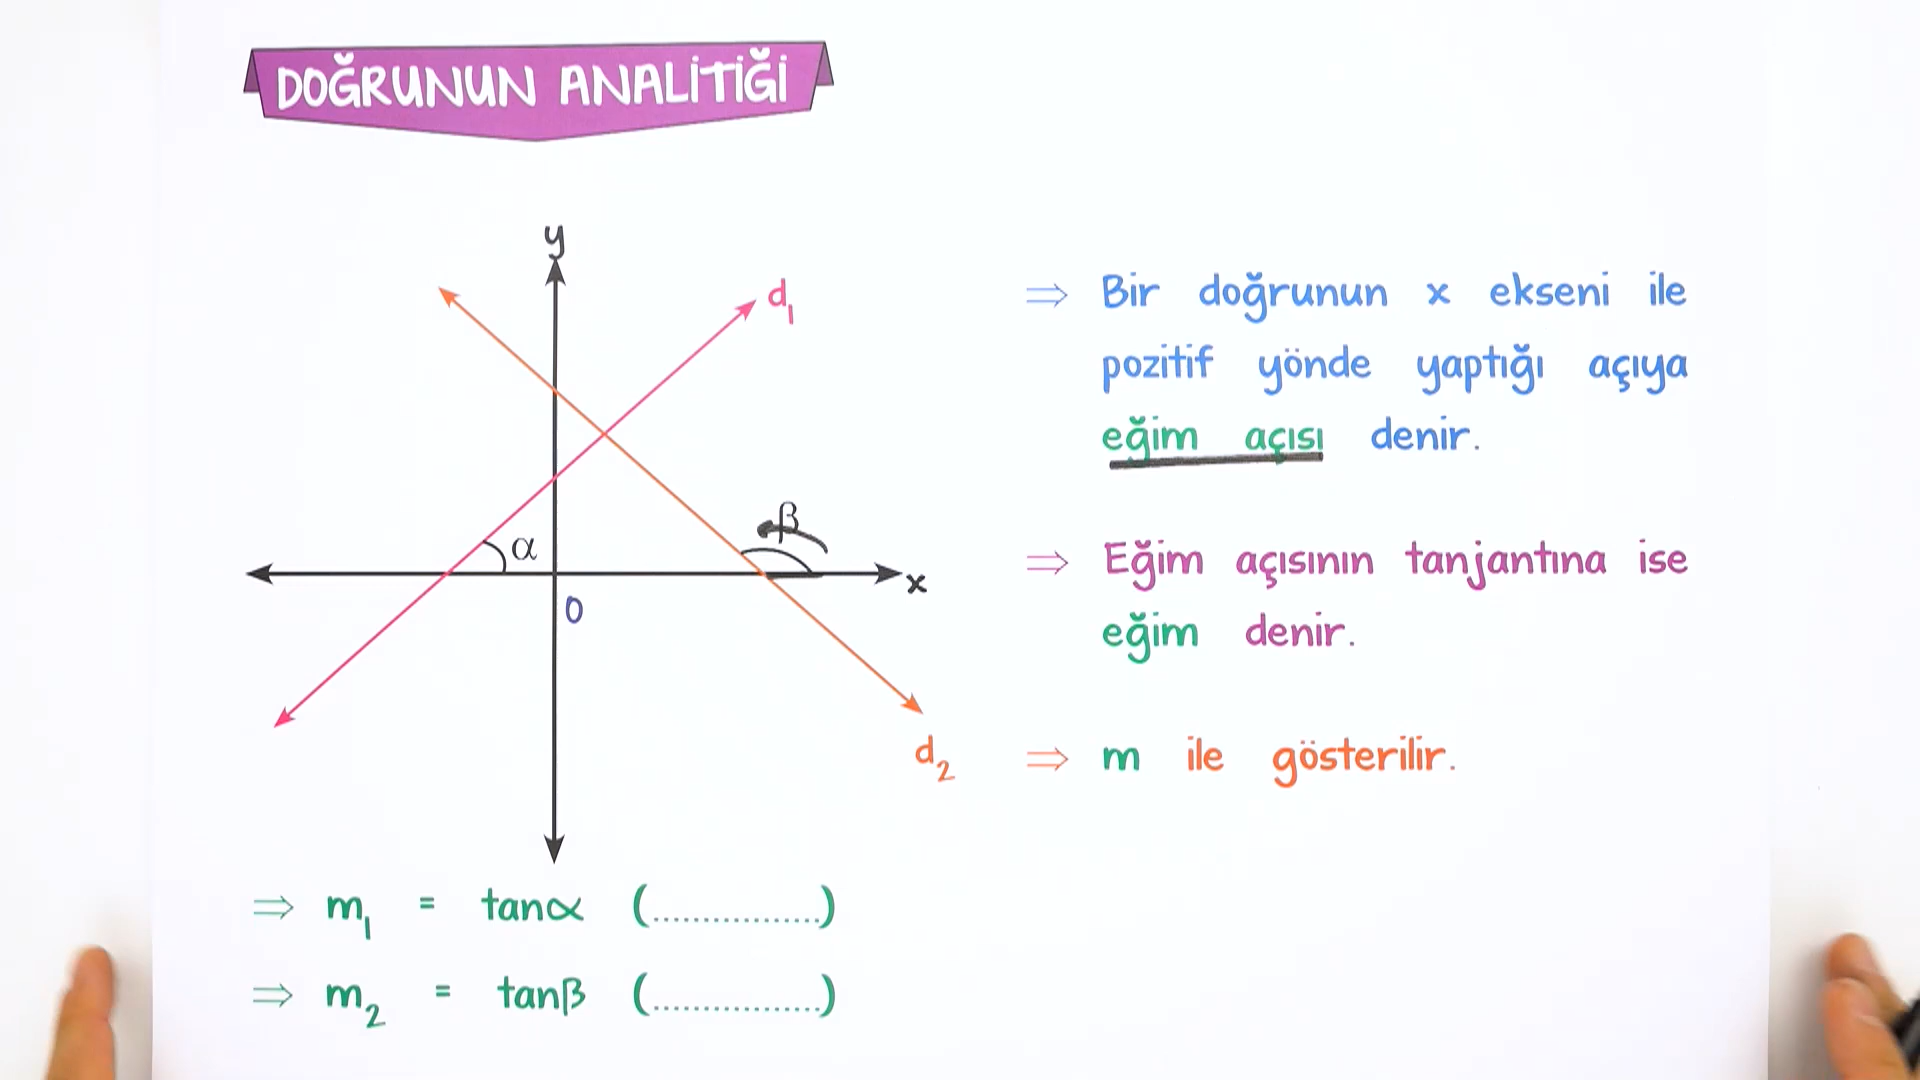 DOĞRUNUN ANALİTİĞİ
y
d1
α
β
x
0
d2
⇒ Bir doğrunun x ekseni ile
pozitif yönde yaptığı açıya
eğim açısı denir.
⇒ Eğim açısının tanjantına ise
eğim denir.
⇒ m ile gösterilir.
⇒ m1 = tanα (................)
⇒ m2 = tanβ (................)